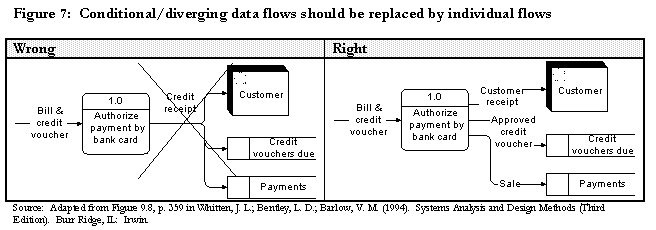 Figure 7:  Conditional/diverging data flows should be replaced by individual flows
Wrong
Bill &
credit
voucher
1.0
Authorize
payment by
bank card
Credit
receipt
Customer
Credit
vouchers due
Payments
Right
Bill &
credit
voucher
1.0
Authorize
payment by
bank card
Customer
receipt
Approved
credit
voucher
Sale
Customer
Credit
vouchers due
Payments
Source:  Adapted from Figure 9.8, p. 359 in Whitten, J. L.; Bentley, L. D.; Barlow, V. M. (1994).  Systems Analysis and Design Methods (Third
Edition).  Burr Ridge, IL:  Irwin.